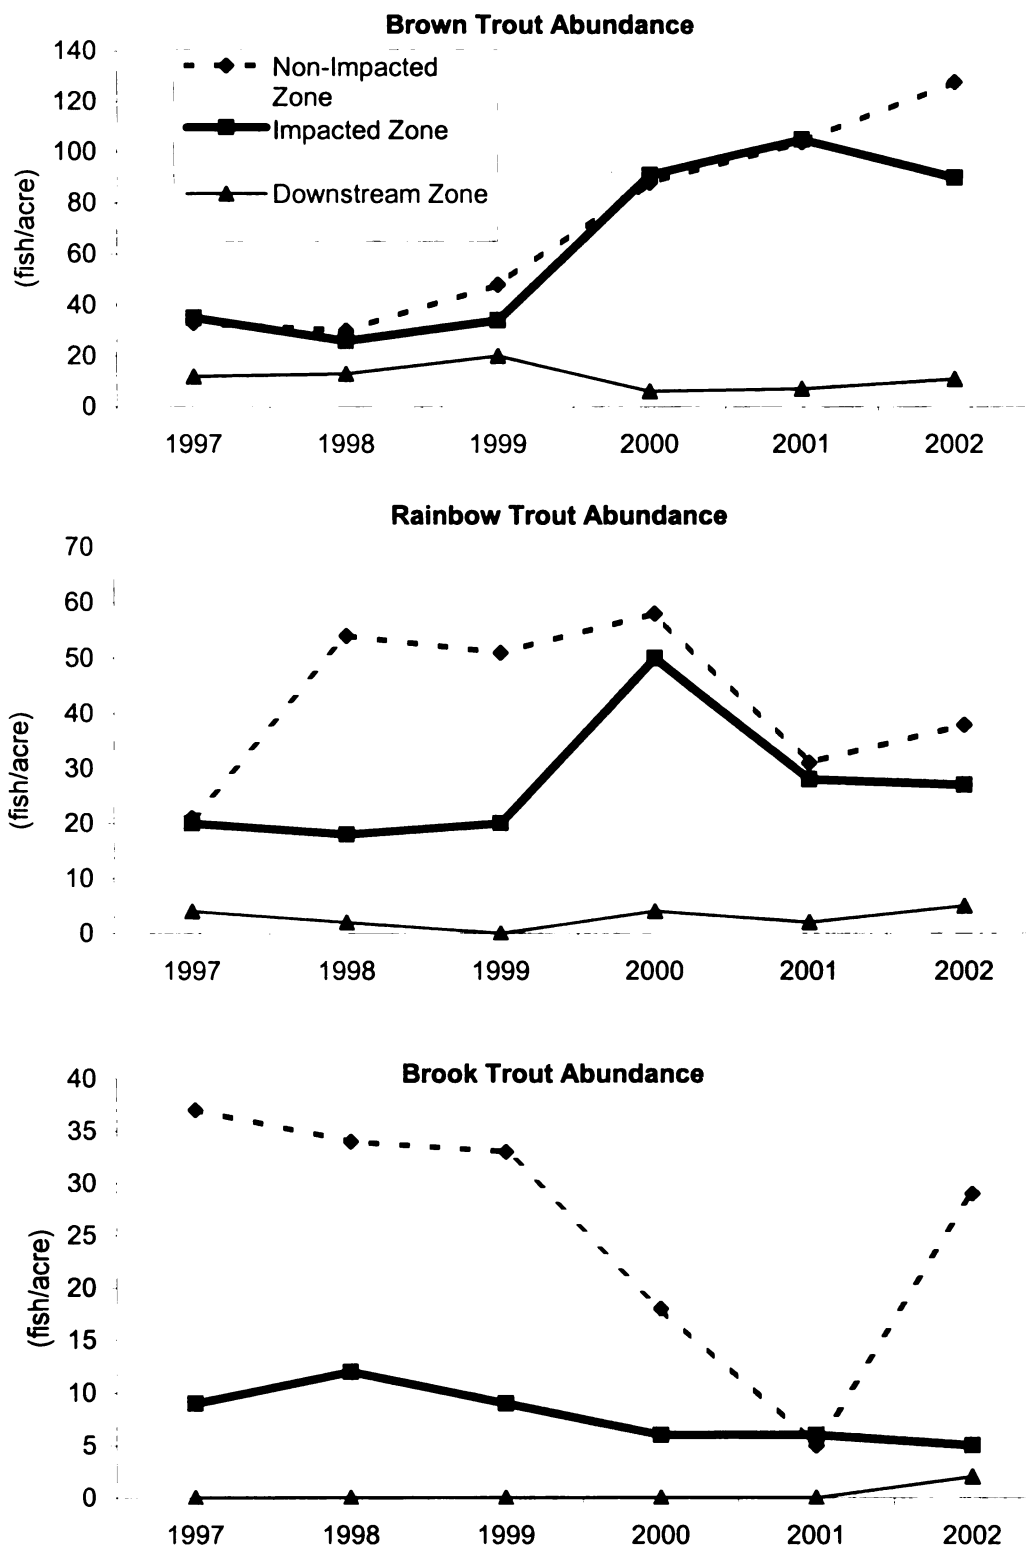 Brown Trout Abundance
140
120
100
80
60
40
20
0
(fish/acre)
Non-Impacted
Zone
Impacted Zone
Downstream Zone
1997 1998 1999 2000 2001 2002
Rainbow Trout Abundance
70
60
50
40
30
20
10
0
(fish/acre)
1997 1998 1999 2000 2001 2002
Brook Trout Abundance
40
35
30
25
20
15
10
5
0
(fish/acre)
1997 1998 1999 2000 2001 2002